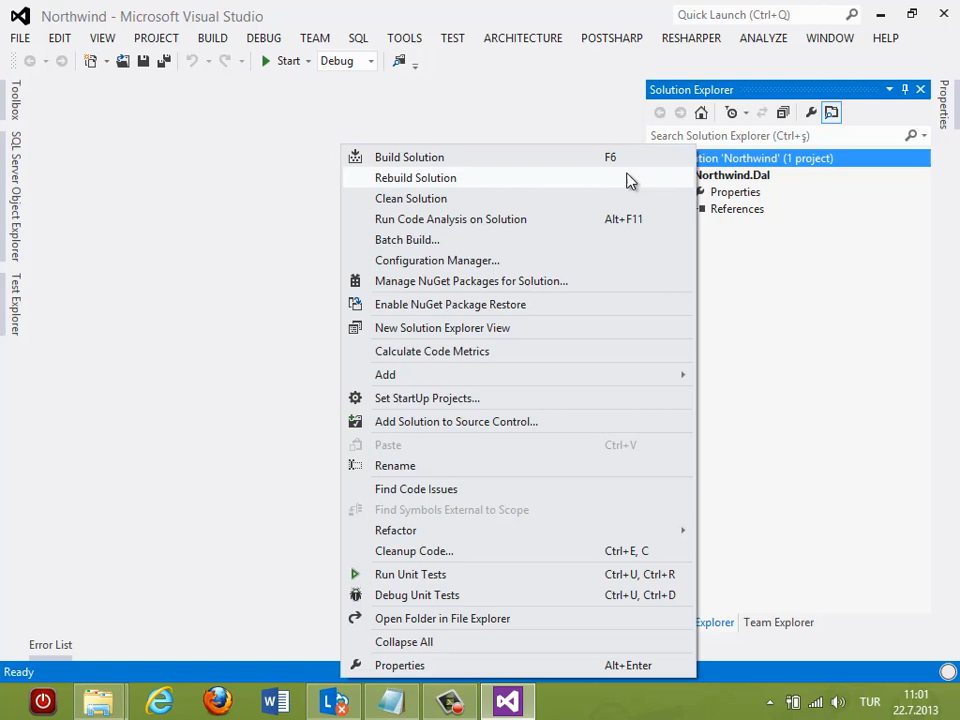 Northwind - Microsoft Visual Studio
Quick Launch (Ctrl+Q)
FILE EDIT VIEW PROJECT BUILD DEBUG TEAM SQL TOOLS TEST ARCHITECTURE POSTSHARP RESHARPER ANALYZE WINDOW HELP
Start Debug
Toolbox
SQL Server Object Explorer
Test Explorer
Solution Explorer
Search Solution Explorer (Ctrl+ş)
tion 'Northwind' (1 project)
Northwind.Dal
Properties
References
Properties
Build Solution F6
Rebuild Solution
Clean Solution
Run Code Analysis on Solution Alt+F11
Batch Build...
Configuration Manager...
Manage NuGet Packages for Solution...
Enable NuGet Package Restore
New Solution Explorer View
Calculate Code Metrics
Add
Set StartUp Projects...
Add Solution to Source Control...
Paste Ctrl+V
Rename
Find Code Issues
Find Symbols External to Scope
Refactor
Cleanup Code... Ctrl+E, C
Run Unit Tests Ctrl+U, Ctrl+R
Debug Unit Tests Ctrl+U, Ctrl+D
Open Folder in File Explorer
Collapse All
Properties Alt+Enter
Explorer Team Explorer
Error List
Ready
TUR
11:01
22.7.2013